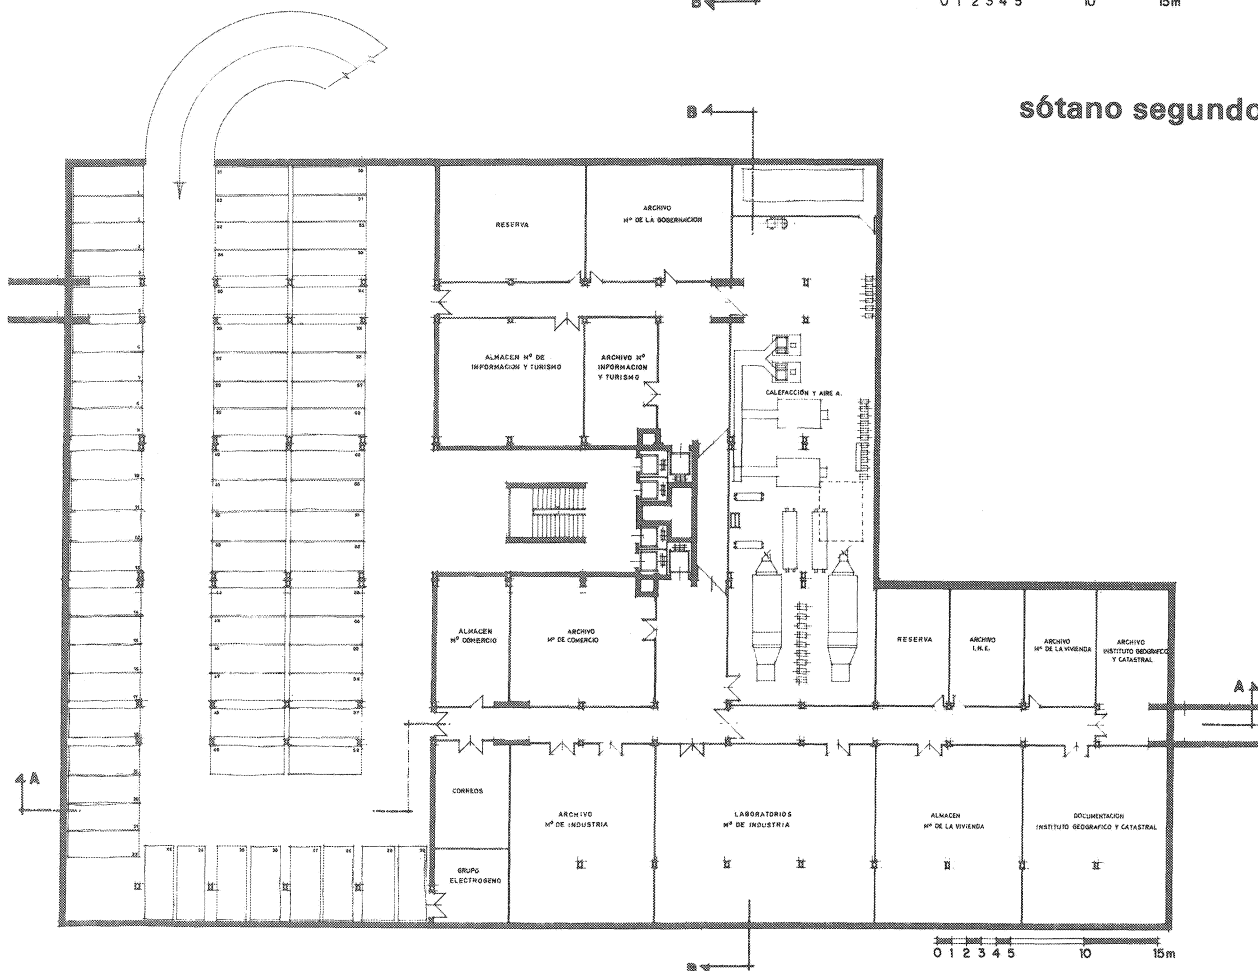 B
0 1 2 3 4 5 10 15m
sótano segundo
B
RESERVA
ARCHIVO
Mº DE LA GOBERNACION
ALMACEN Mº DE
INFORMACION Y TURISMO
ARCHIVO Mº
INFORMACION
Y TURISMO
CALEFACCIÓN Y AIRE A.
ALMACEN
Mº COMERCIO
ARCHIVO
Mº DE COMERCIO
RESERVA
ARCHIVO
I.N.E.
ARCHIVO
Mº DE LA VIVIENDA
ARCHIVO
INSTITUTO GEOGRAFICO
Y CATASTRAL
A
A
CORREOS
ARCHIVO
Mº DE INDUSTRIA
LABORATORIOS
Mº DE INDUSTRIA
ALMACEN
Mº DE LA VIVIENDA
DOCUMENTACION
INSTITUTO GEOGRAFICO Y CATASTRAL
GRUPO
ELECTROGENO
0 1 2 3 4 5 10 15m
B